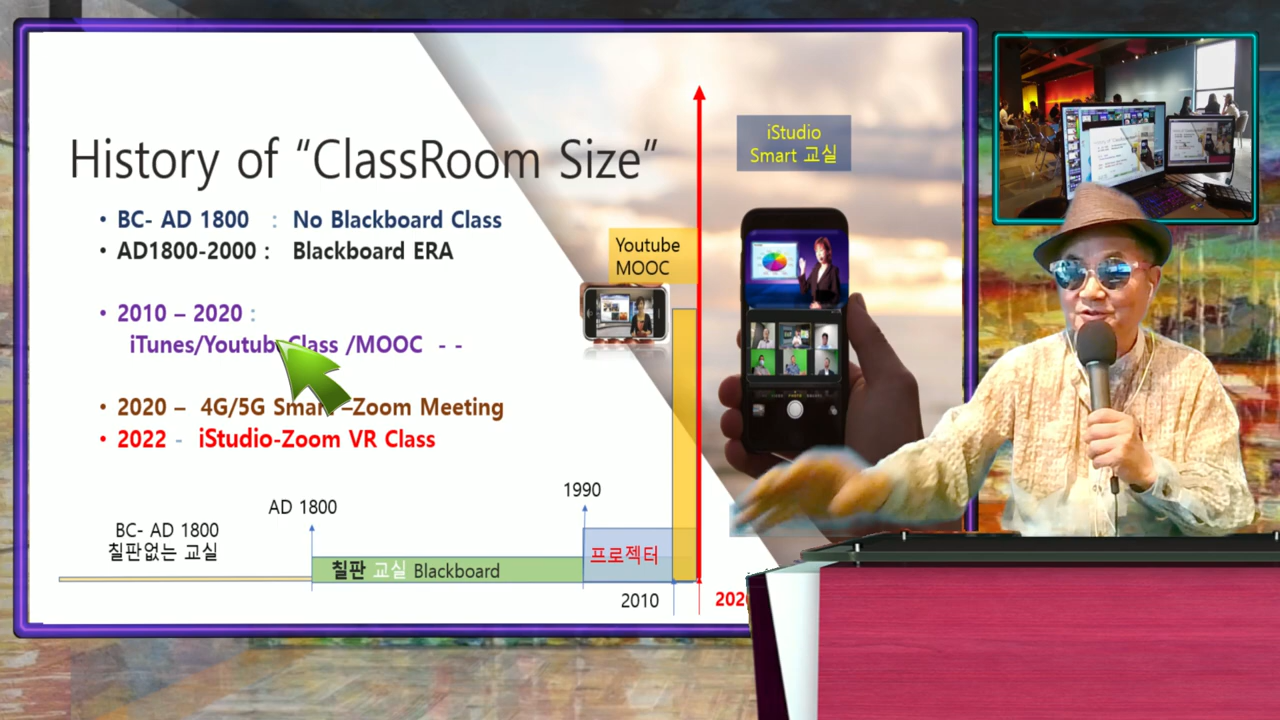 History of “ClassRoom Size”
• BC- AD 1800 : No Blackboard Class
• AD1800-2000 : Blackboard ERA
• 2010 – 2020 :
iTunes/Youtube Class /MOOC - -
• 2020 – 4G/5G Smart –Zoom Meeting
• 2022 - iStudio-Zoom VR Class
iStudio
Smart 교실
Youtube
MOOC
AD 1800
1990
BC- AD 1800
칠판없는 교실
칠판 교실 Blackboard
프로젝터
2010